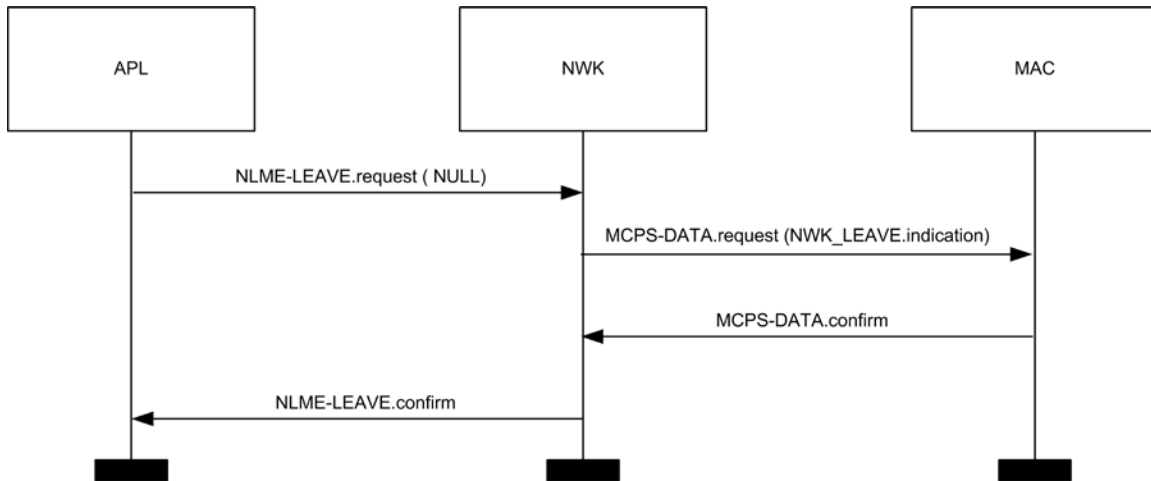 APL
NWK
MAC
NLME-LEAVE.request ( NULL)
MCPS-DATA.request (NWK_LEAVE.indication)
MCPS-DATA.confirm
NLME-LEAVE.confirm